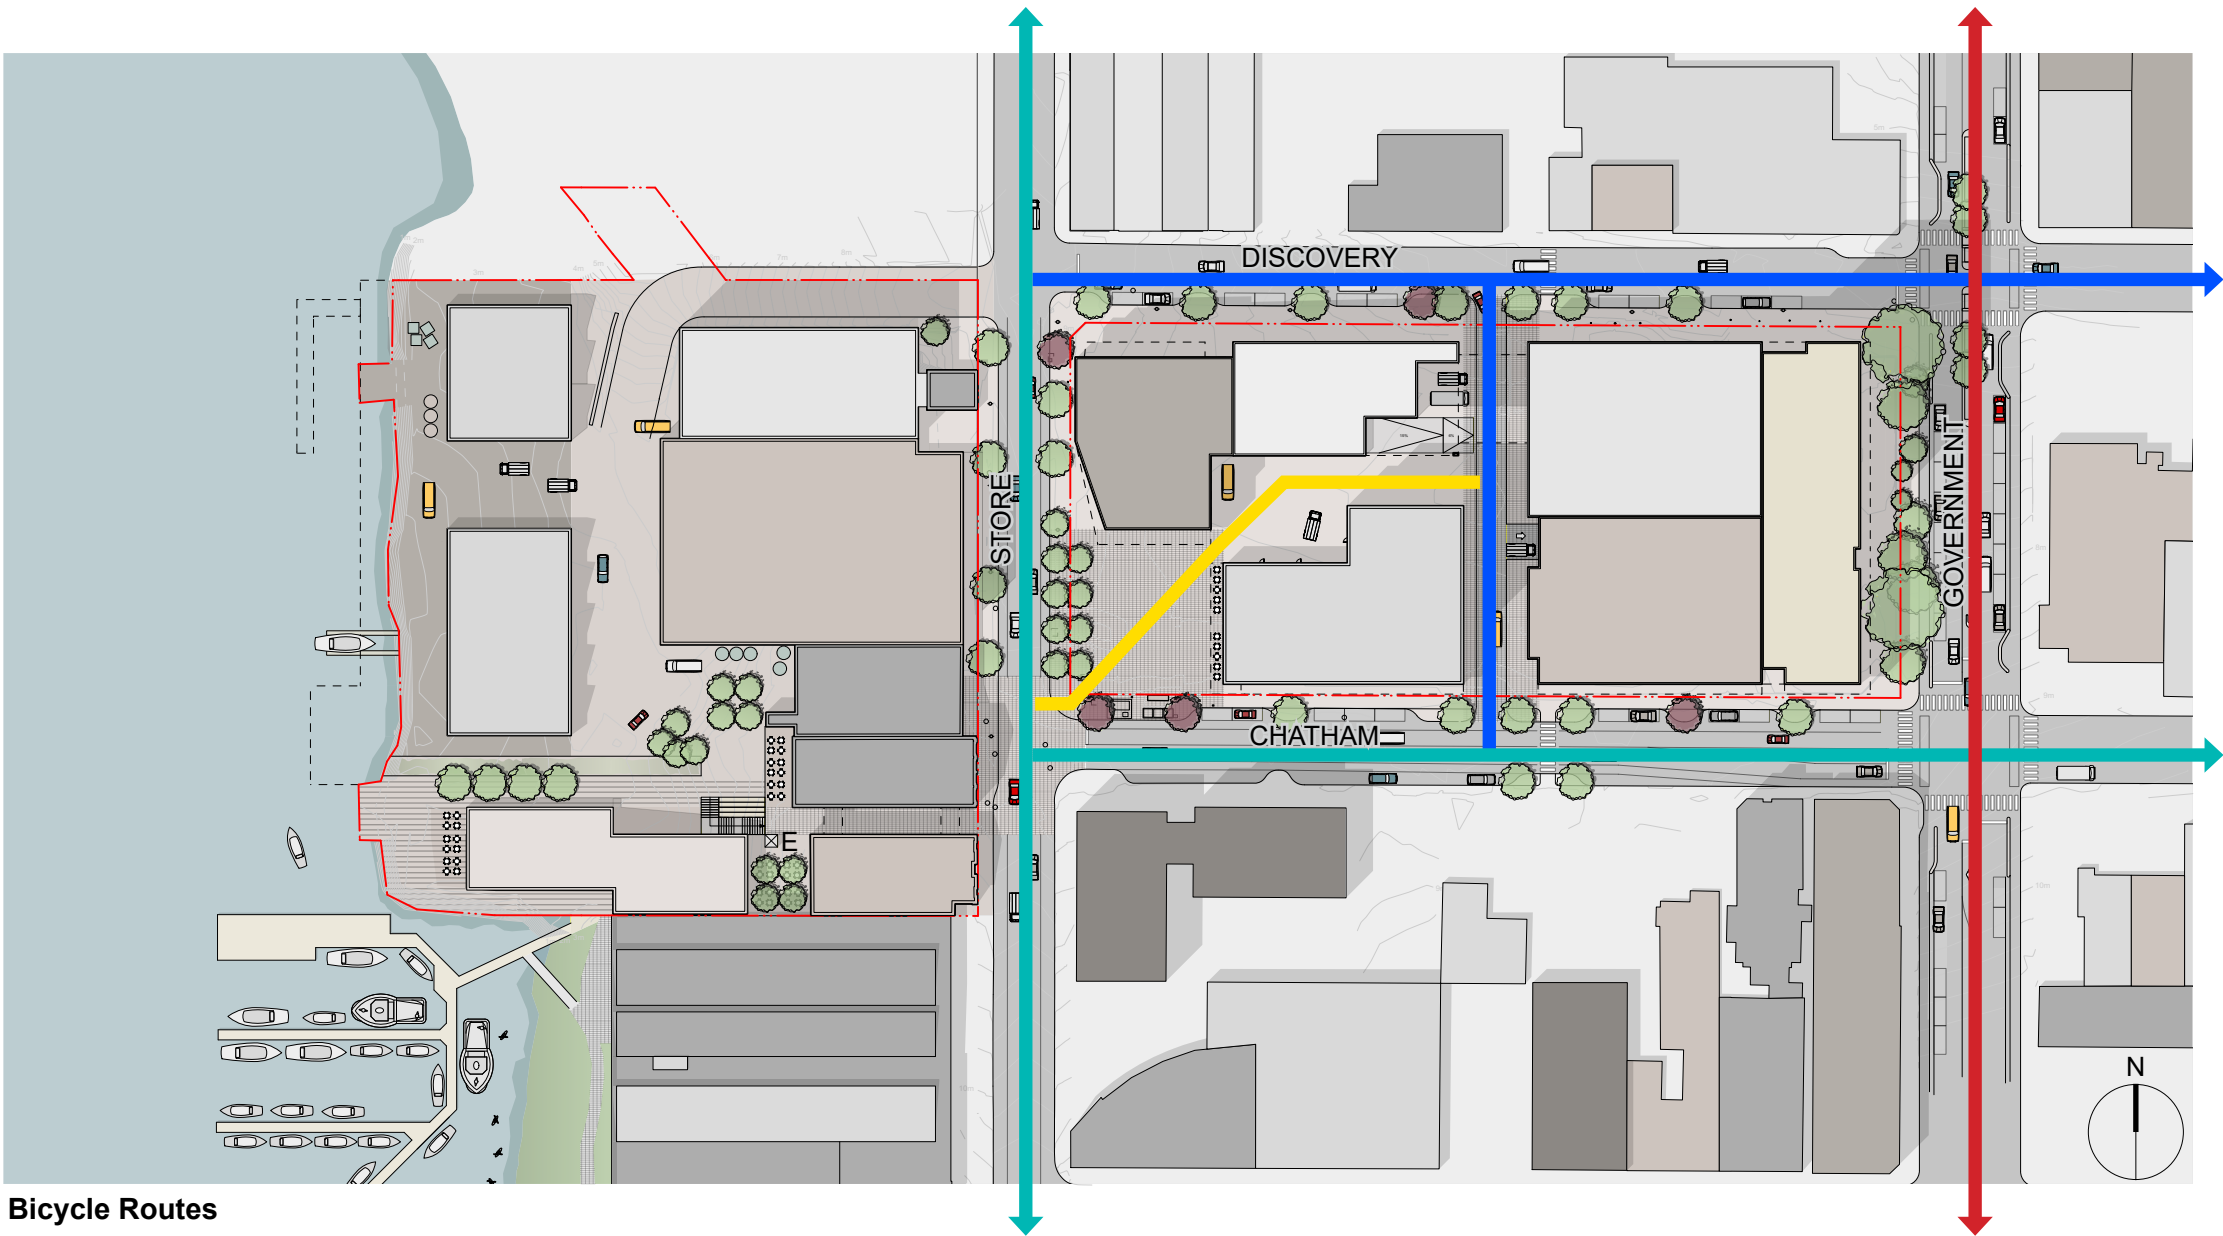 DISCOVERY
STORE
GOVERNMENT
CHATHAM
E
N
Bicycle Routes